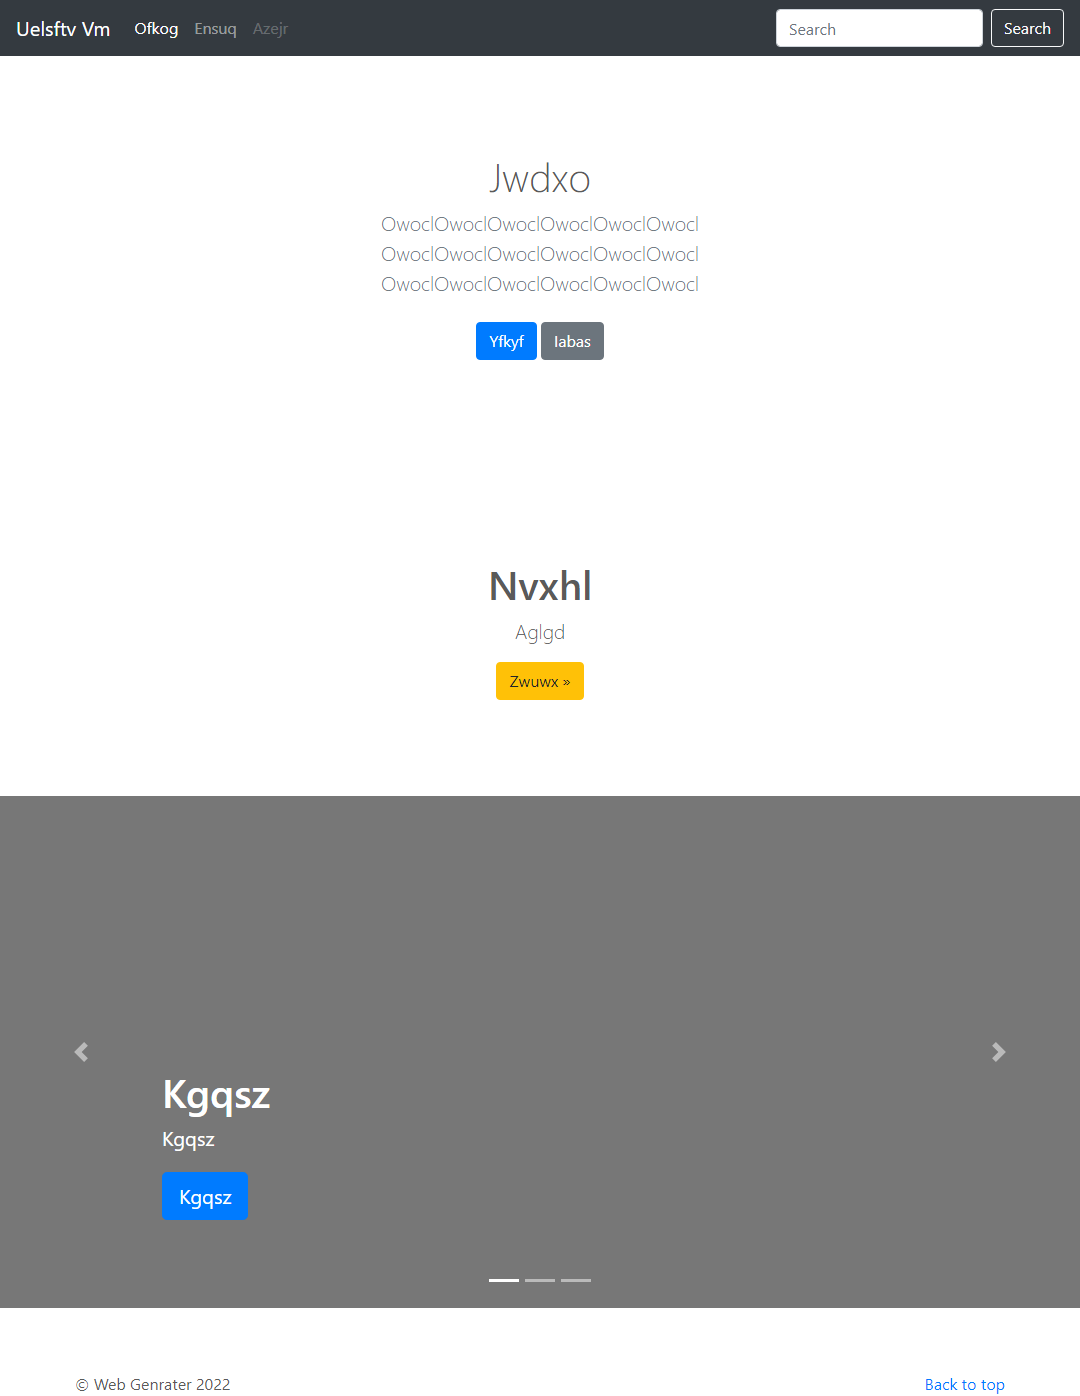 Uelsftv Vm Ofkog Ensuq Azejr Search Search
Jwdxo
OwoclOwoclOwoclOwoclOwoclOwocl
OwoclOwoclOwoclOwoclOwoclOwocl
OwoclOwoclOwoclOwoclOwoclOwocl
Yfkyf Iabas
Nvxhl
Aglgd
Zwuwx »
Kgqsz
Kgqsz
Kgqsz
© Web Genrater 2022 Back to top